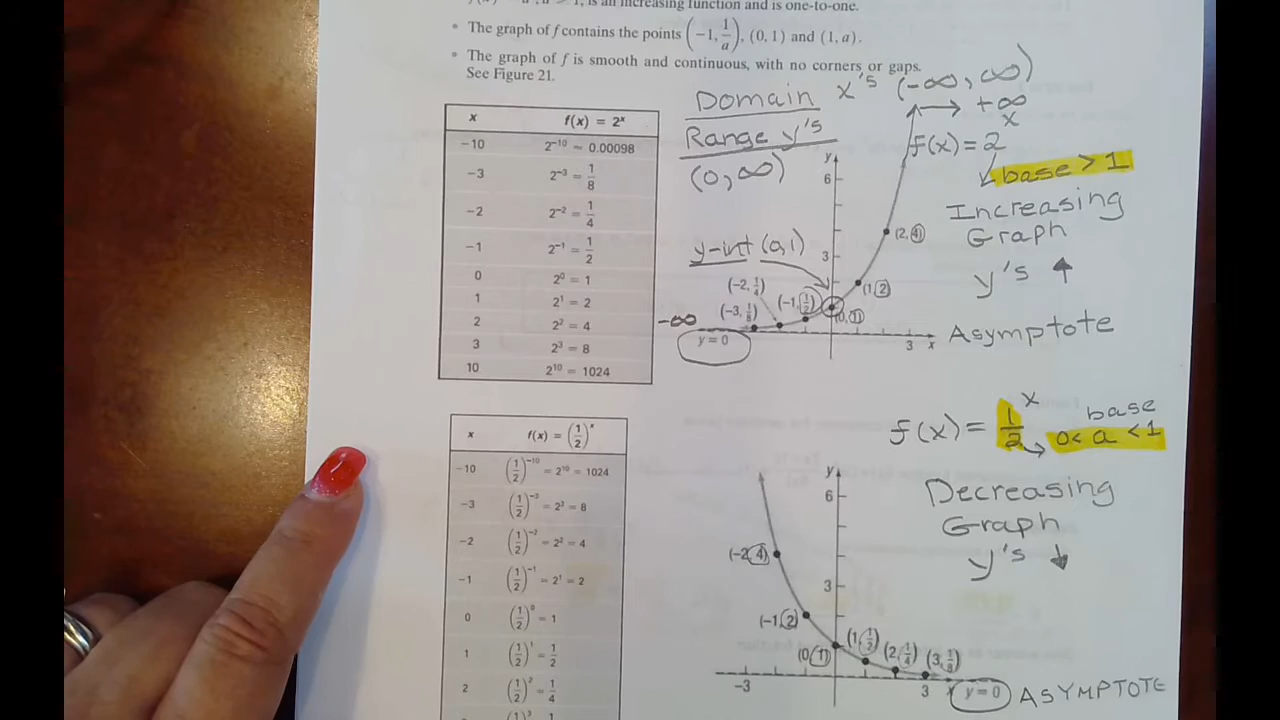 is an increasing function and is one-to-one.
• The graph of f contains the points (−1, 1/a), (0, 1) and (1, a).
• The graph of f is smooth and continuous, with no corners or gaps.
See Figure 21.
Domain x's (-∞, ∞)
Range y's
(0, ∞)
→ +∞
f(x) = 2^x
base > 1
Increasing
Graph
y's ↑
x f(x) = 2^x
−10 2^−10 ≈ 0.00098
−3 2^−3 = 1/8
−2 2^−2 = 1/4
−1 2^−1 = 1/2
0 2^0 = 1
1 2^1 = 2
2 2^2 = 4
3 2^3 = 8
10 2^10 = 1024
y
6
3
(2, 4)
y-int (0, 1)
(1, 2)
(−2, 1/4)
(−3, 1/8) (−1, 1/2)
(0, 1)
-∞
y = 0
3 x
Asymptote
f(x) = 1/2^x
base
0 < a < 1
Decreasing
Graph
y's ↓
x f(x) = (1/2)^x
−10 (1/2)^−10 = 2^10 = 1024
−3 (1/2)^−3 = 2^3 = 8
−2 (1/2)^−2 = 2^2 = 4
−1 (1/2)^−1 = 2^1 = 2
0 (1/2)^0 = 1
1 (1/2)^1 = 1/2
2 (1/2)^2 = 1/4
y
6
3
(−2, 4)
(−1, 2)
(0, 1)
(1, 1/2) (2, 1/4) (3, 1/8)
−3 3 x
y = 0
ASYMPTOTE